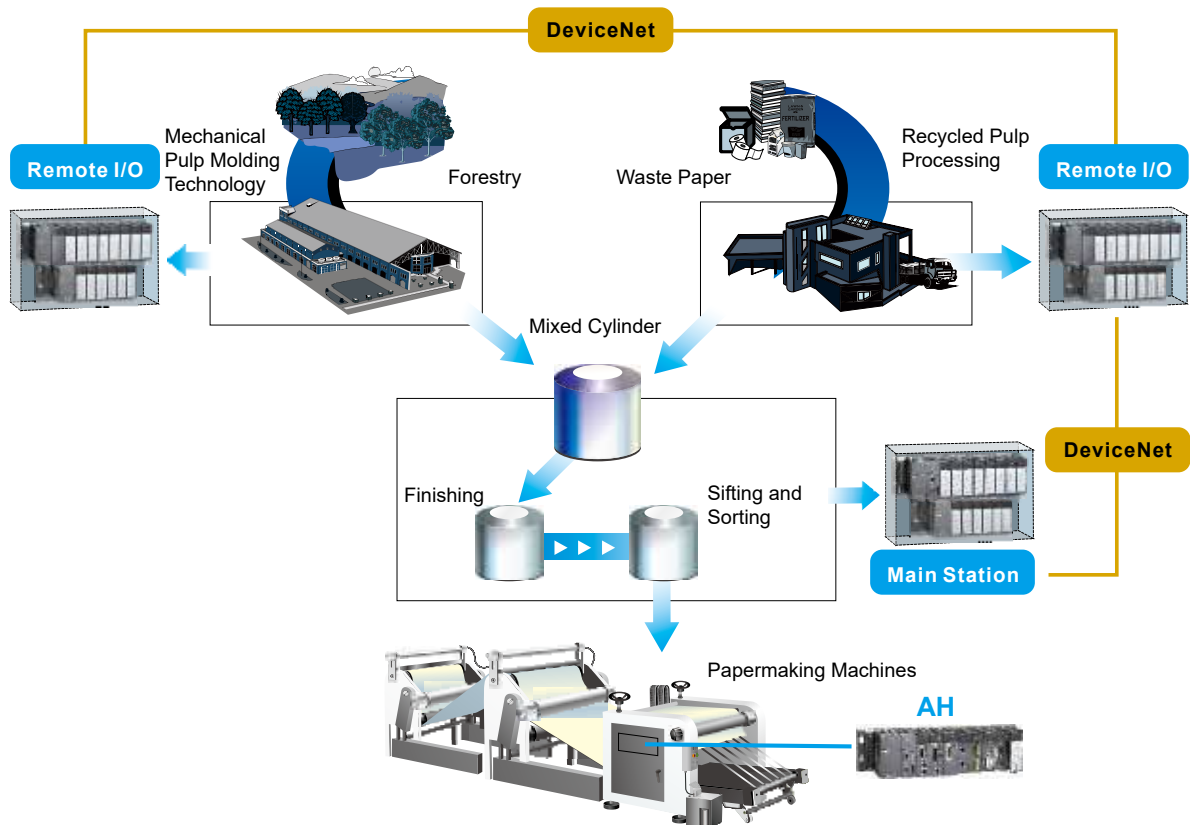 DeviceNet
Mechanical
Pulp Molding
Technology
Remote I/O
Forestry
Waste Paper
FERTILIZER
Recycled Pulp
Processing
Remote I/O
Mixed Cylinder
DeviceNet
Finishing
Sifting and
Sorting
Main Station
Papermaking Machines
AH